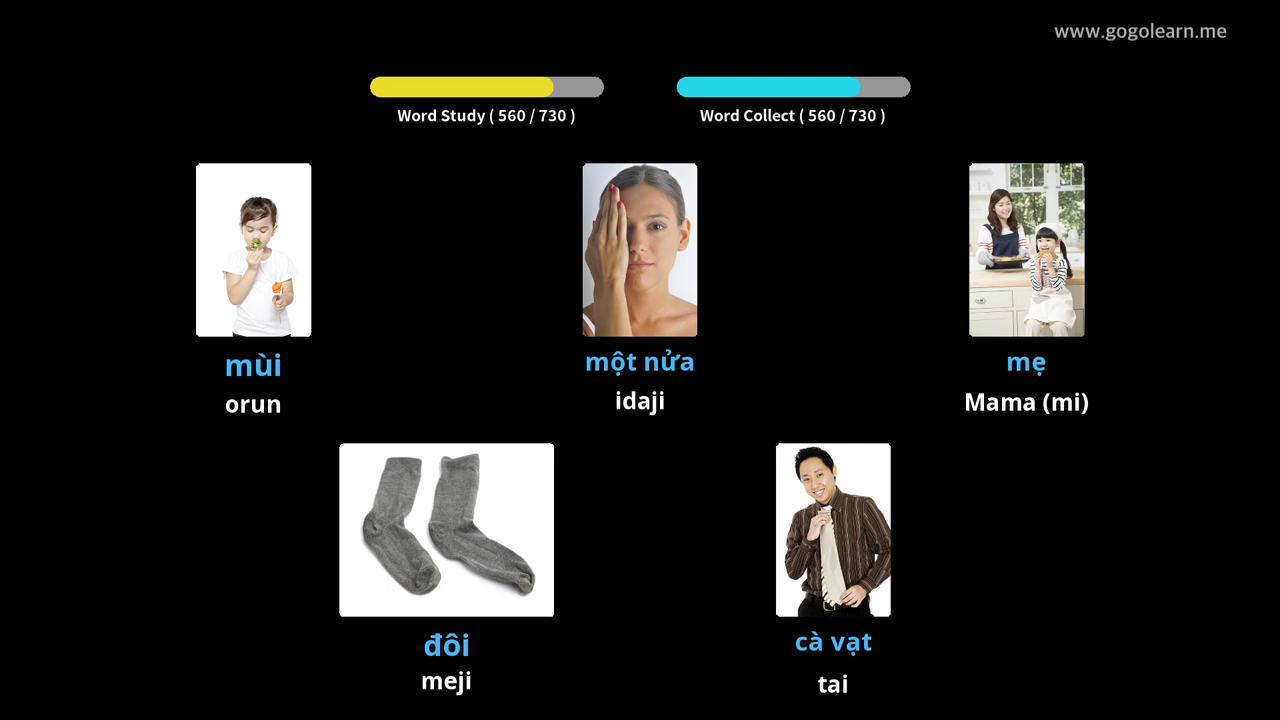 www.gogolearn.me
Word Study ( 560 / 730 )
Word Collect ( 560 / 730 )
mùi
orun
một nửa
idaji
mẹ
Mama (mi)
đôi
meji
cà vạt
tai